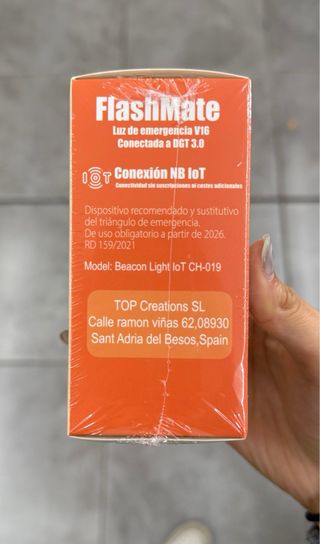 FlashMate
Luz de emergencia V16
Conectada a DGT 3.0
IOT Conexión NB IoT
Conectividad sin suscripciones ni costes adicionales
Dispositivo recomendado y sustitutivo
del triángulo de emergencia.
De uso obligatorio a partir de 2026.
RD 159/2021
Model: Beacon Light IoT CH-019
TOP Creations SL
Calle ramon viñas 62,08930
Sant Adria del Besos,Spain